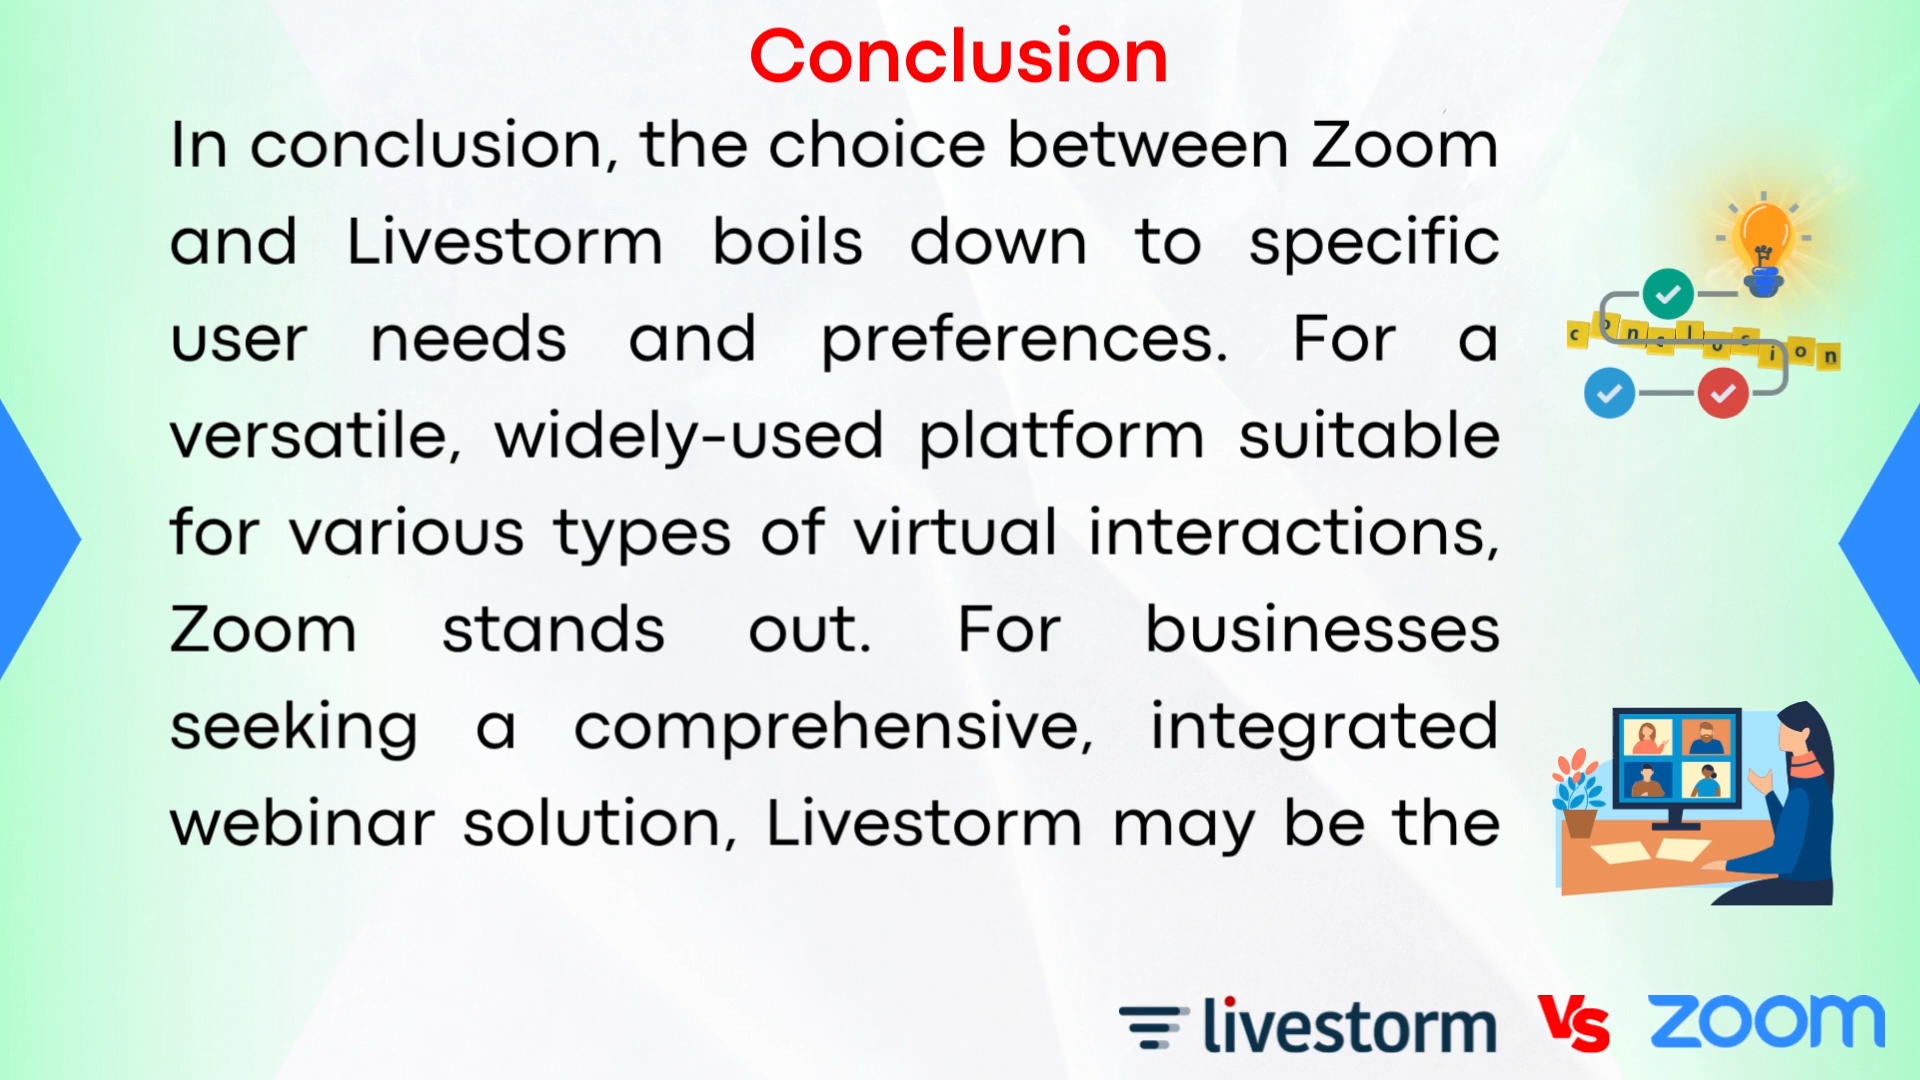 Conclusion
In conclusion, the choice between Zoom
and Livestorm boils down to specific
user needs and preferences. For a
versatile, widely-used platform suitable
for various types of virtual interactions,
Zoom stands out. For businesses
seeking a comprehensive, integrated
webinar solution, Livestorm may be the
conclusion
livestorm Vs zoom